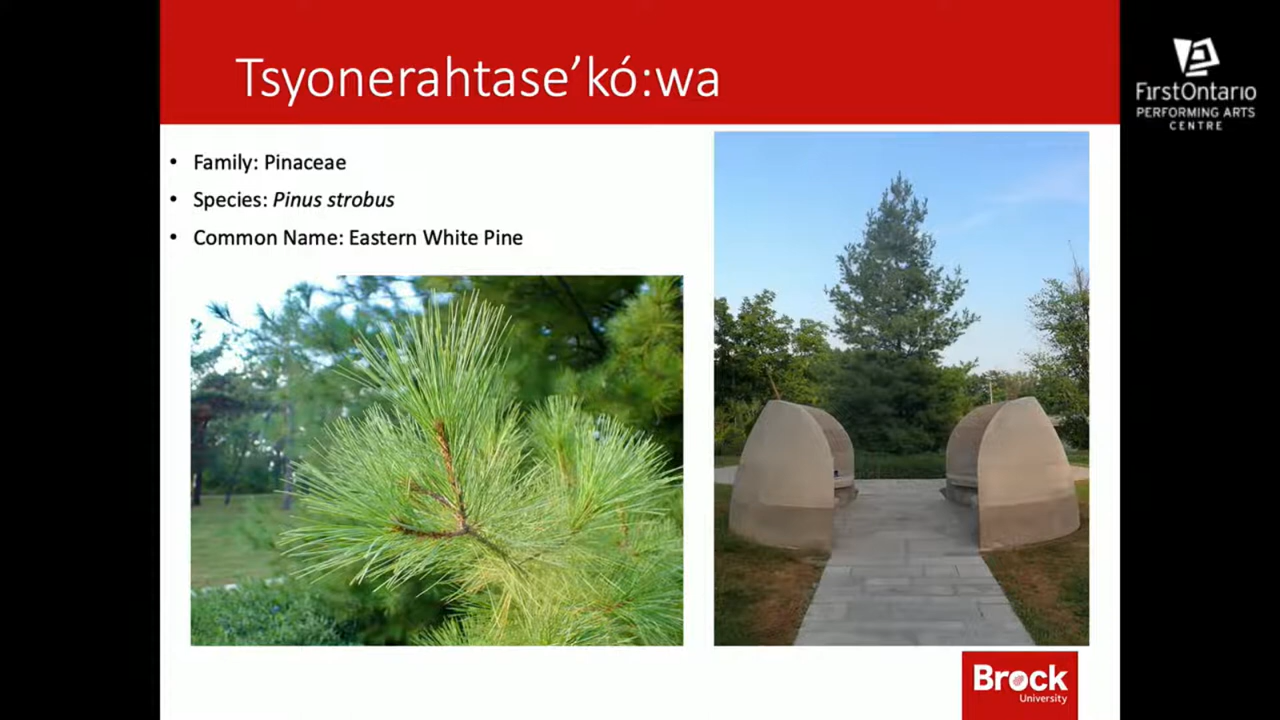 Tsyonerahtase’kó:wa
• Family: Pinaceae
• Species: Pinus strobus
• Common Name: Eastern White Pine
FirstOntario
PERFORMING ARTS
CENTRE
Brock
University